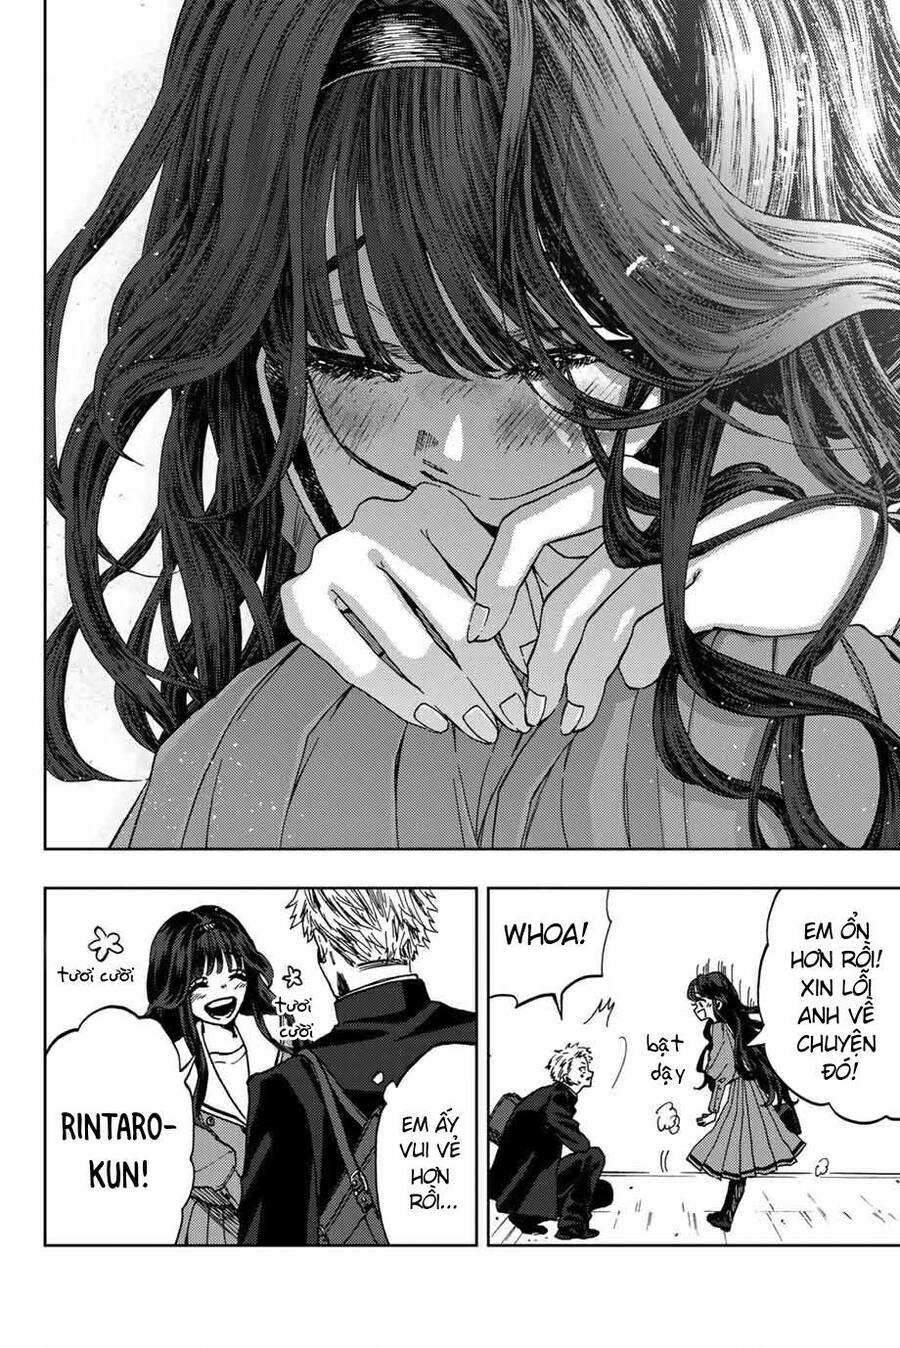 EM ỔN
HƠN RỒI!
XIN LỖI
ANH VỀ
CHUYỆN
ĐÓ!
WHOA!
bật
dậy
EM ẤY
VUI VẺ
HƠN
RỒI...
tươi
cười
tươi cười
RINTARO-
KUN!